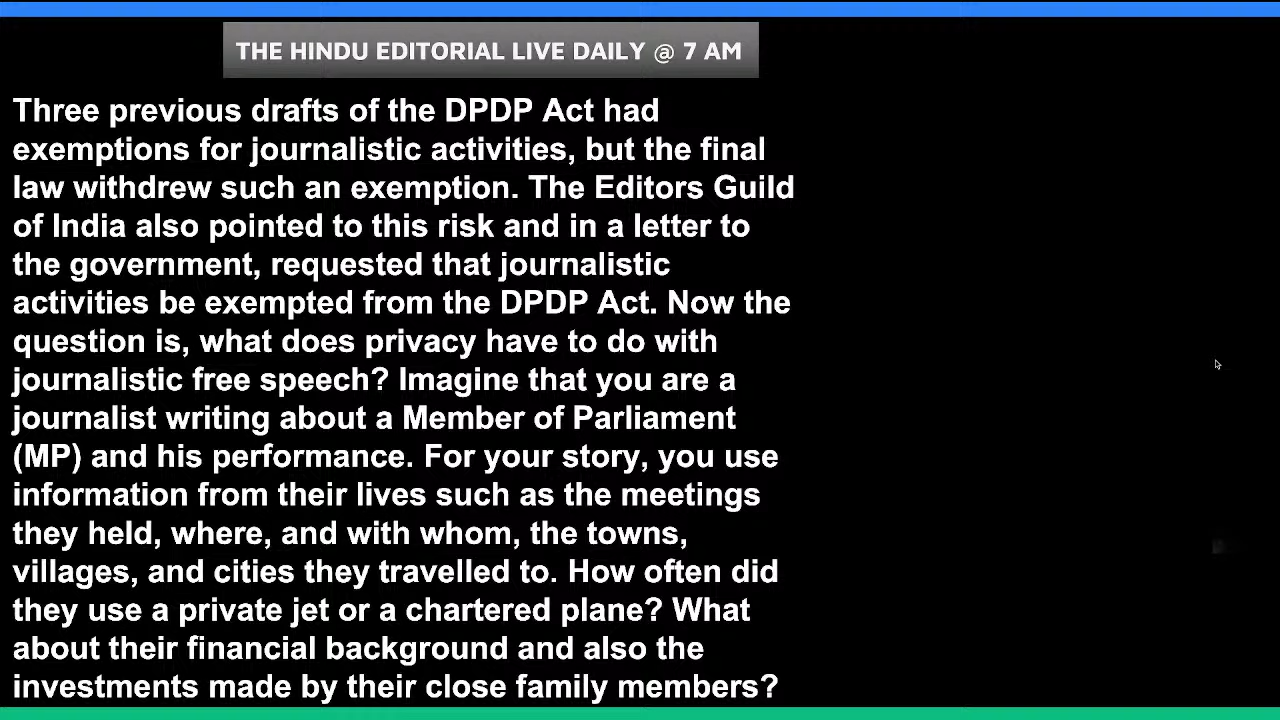 THE HINDU EDITORIAL LIVE DAILY @ 7 AM
Three previous drafts of the DPDP Act had
exemptions for journalistic activities, but the final
law withdrew such an exemption. The Editors Guild
of India also pointed to this risk and in a letter to
the government, requested that journalistic
activities be exempted from the DPDP Act. Now the
question is, what does privacy have to do with
journalistic free speech? Imagine that you are a
journalist writing about a Member of Parliament
(MP) and his performance. For your story, you use
information from their lives such as the meetings
they held, where, and with whom, the towns,
villages, and cities they travelled to. How often did
they use a private jet or a chartered plane? What
about their financial background and also the
investments made by their close family members?